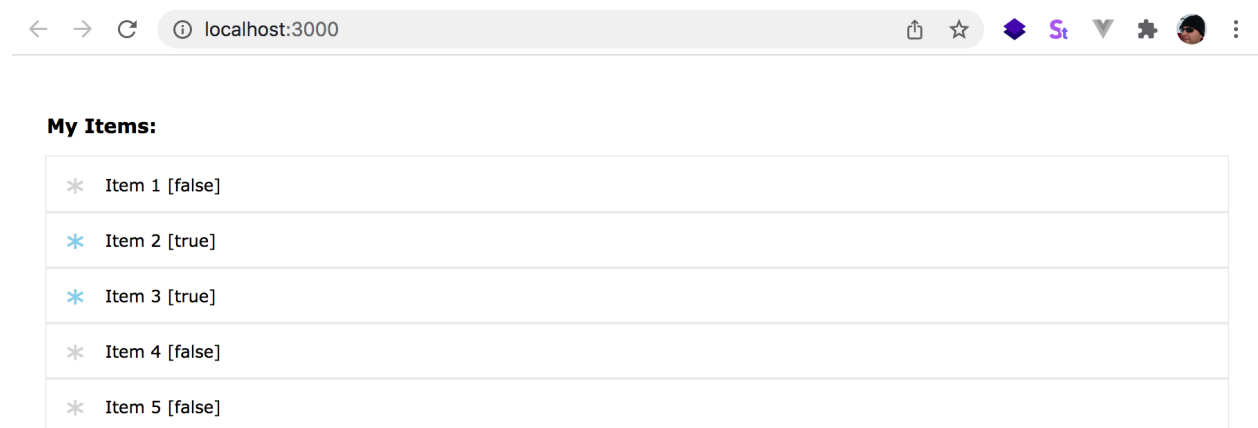 localhost:3000
St
My Items:
* Item 1 [false]
* Item 2 [true]
* Item 3 [true]
* Item 4 [false]
* Item 5 [false]